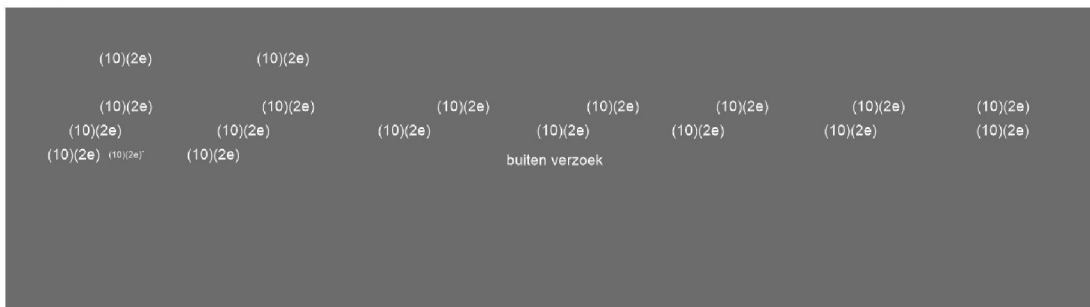 (10)(2e) (10)(2e)
(10)(2e) (10)(2e) (10)(2e) (10)(2e) (10)(2e) (10)(2e) (10)(2e)
(10)(2e) (10)(2e) (10)(2e) (10)(2e) (10)(2e) (10)(2e) (10)(2e)
(10)(2e) (10)(2e) (10)(2e)
buiten verzoek